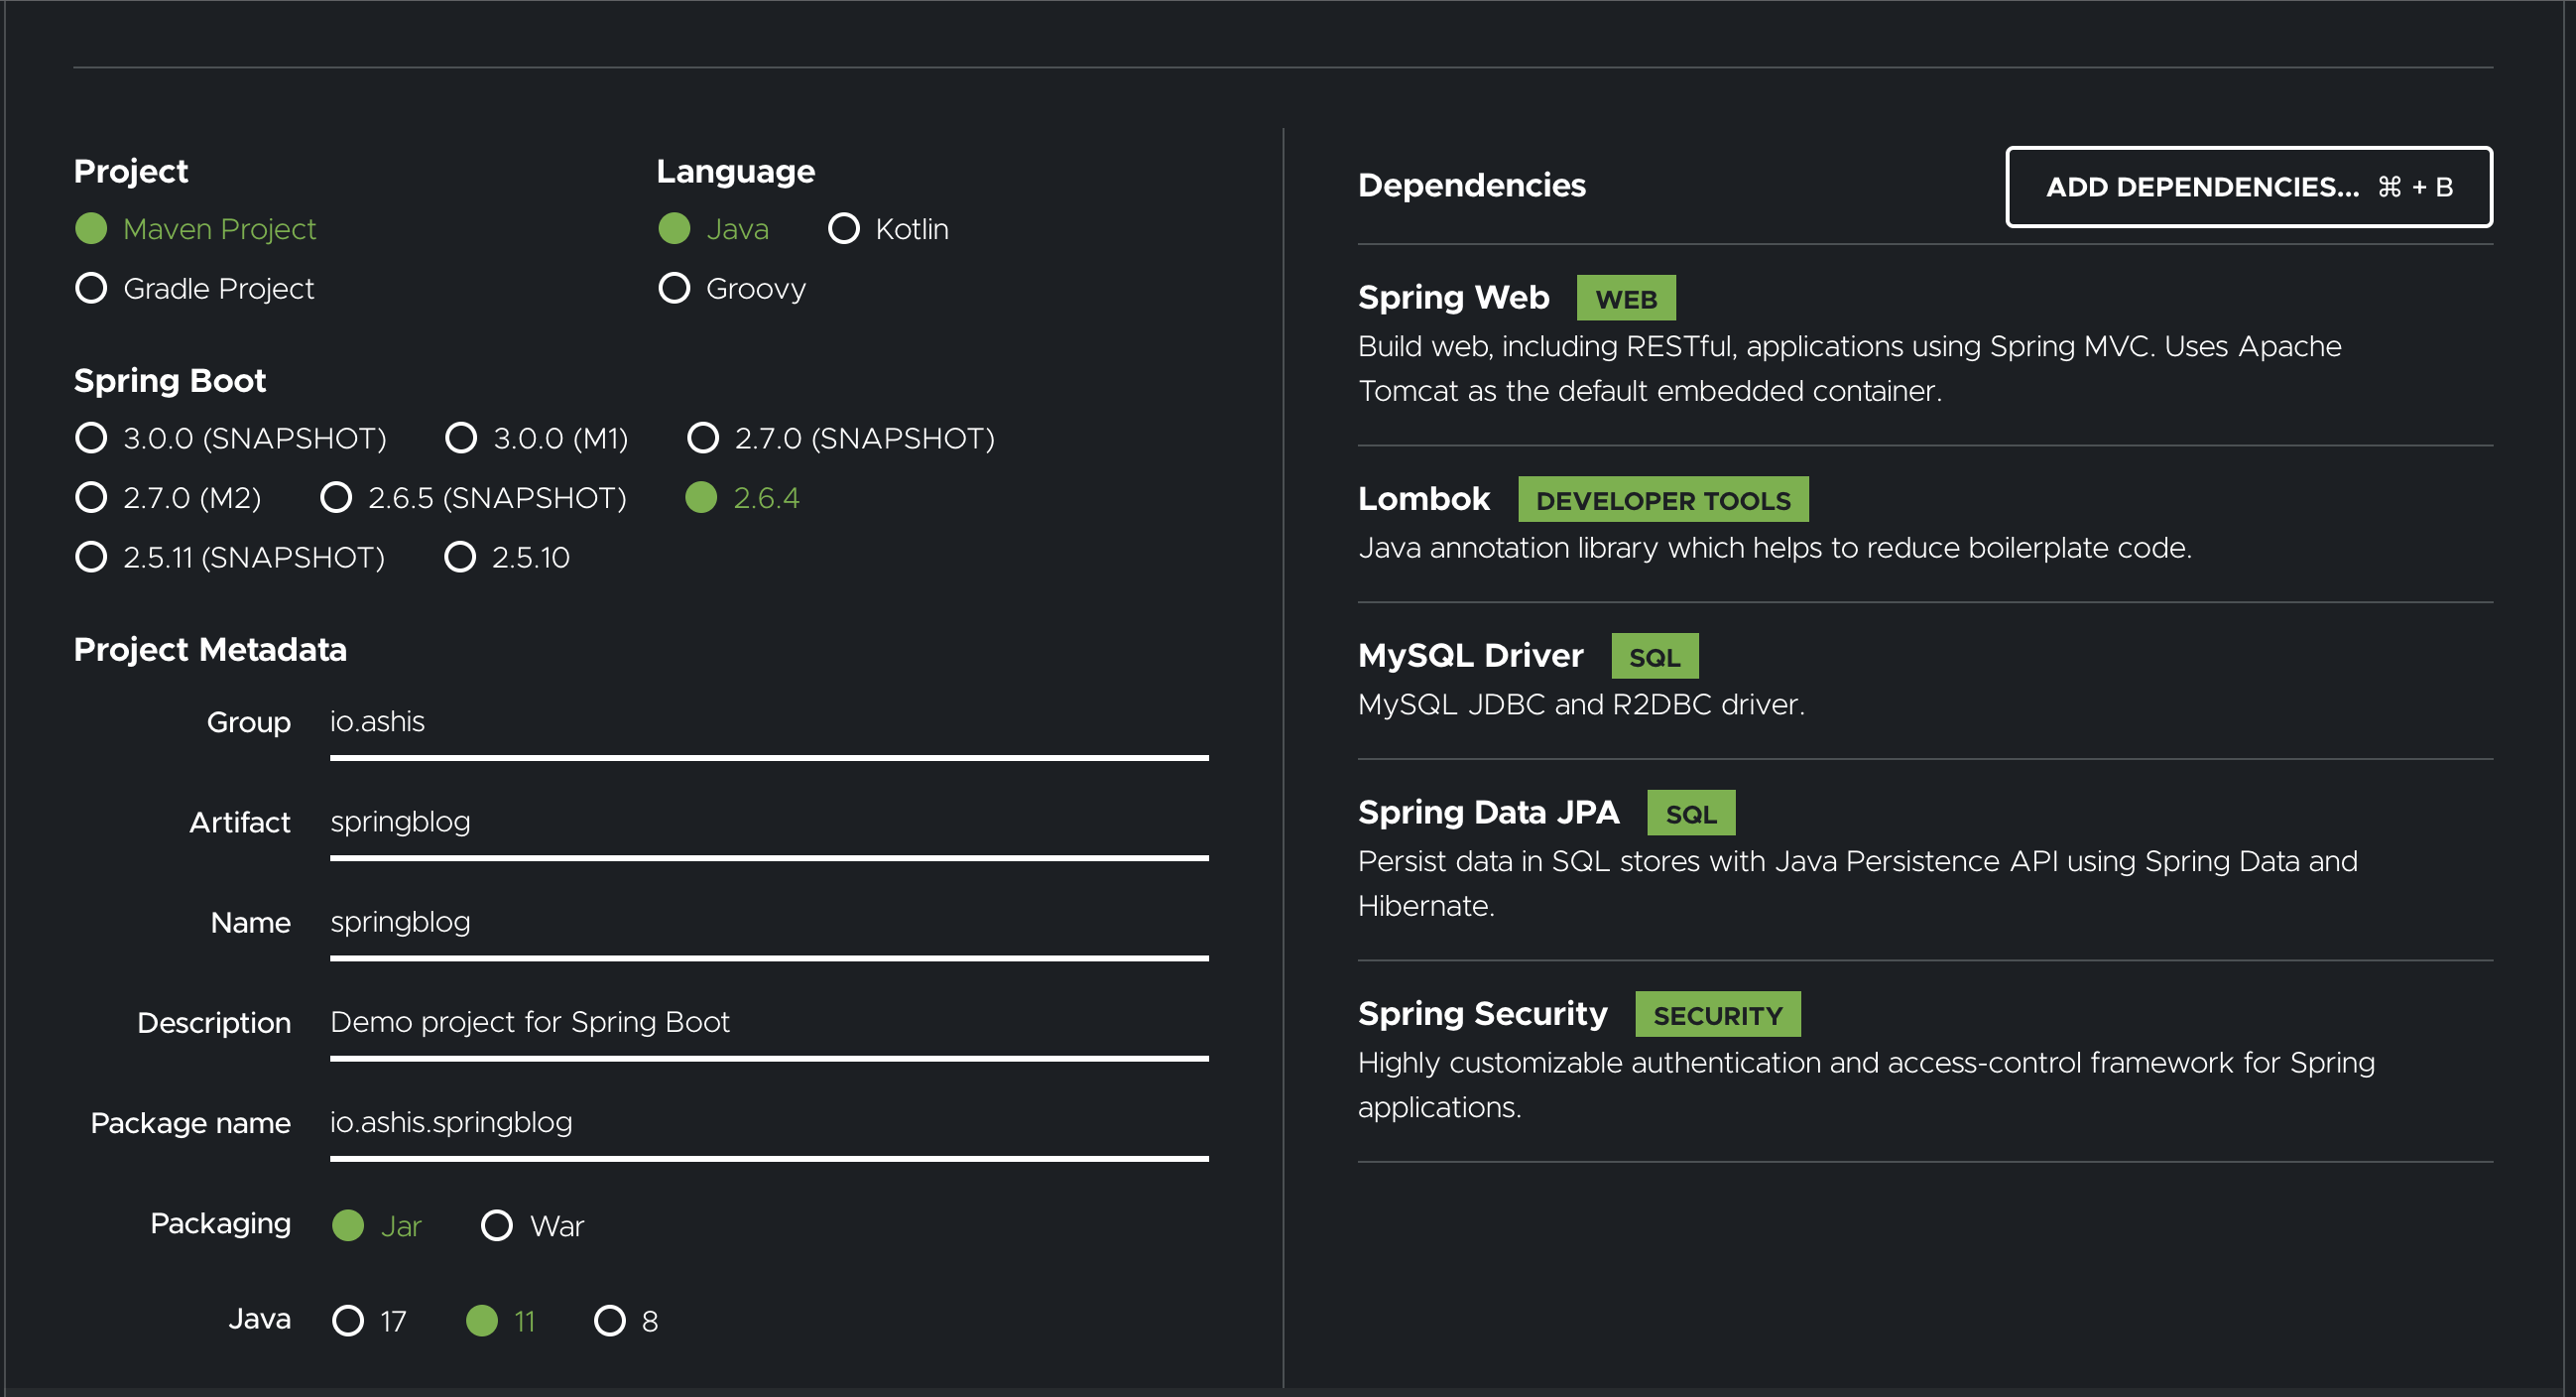 Project
Maven Project
Gradle Project
Language
Java Kotlin
Groovy
Spring Boot
3.0.0 (SNAPSHOT) 3.0.0 (M1) 2.7.0 (SNAPSHOT)
2.7.0 (M2) 2.6.5 (SNAPSHOT) 2.6.4
2.5.11 (SNAPSHOT) 2.5.10
Project Metadata
Group io.ashis
Artifact springblog
Name springblog
Description Demo project for Spring Boot
Package name io.ashis.springblog
Packaging Jar War
Java 17 11 8
Dependencies ADD DEPENDENCIES... ⌘ + B
Spring Web WEB
Build web, including RESTful, applications using Spring MVC. Uses Apache
Tomcat as the default embedded container.
Lombok DEVELOPER TOOLS
Java annotation library which helps to reduce boilerplate code.
MySQL Driver SQL
MySQL JDBC and R2DBC driver.
Spring Data JPA SQL
Persist data in SQL stores with Java Persistence API using Spring Data and
Hibernate.
Spring Security SECURITY
Highly customizable authentication and access-control framework for Spring
applications.